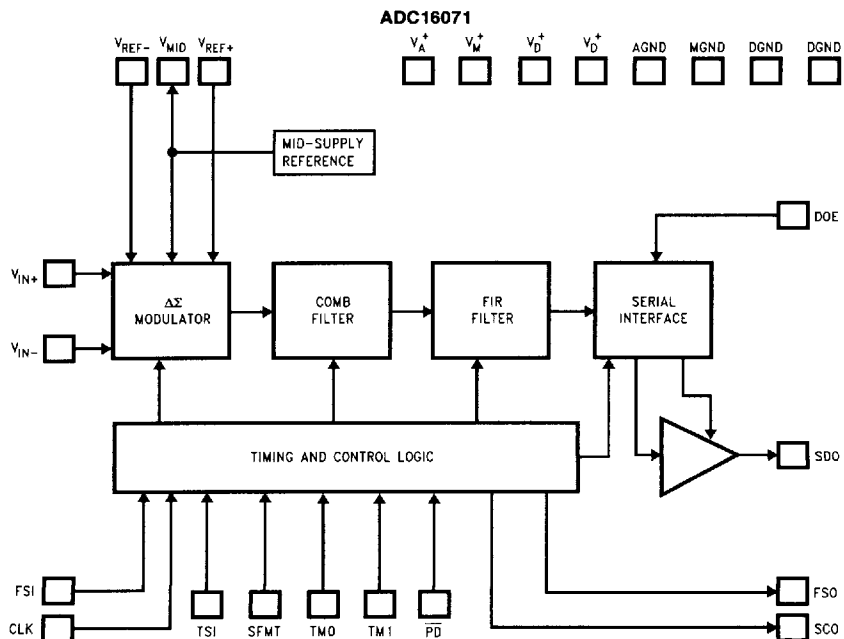 ADC16071
VREF- VMID VREF+ VA+ VM+ VD+ VD+ AGND MGND DGND DGND
MID-SUPPLY
REFERENCE
DOE
VIN+
ΔΣ
MODULATOR
COMB
FILTER
FIR
FILTER
SERIAL
INTERFACE
VIN-
TIMING AND CONTROL LOGIC
SDO
FSI
FSO
CLK
TSI SFMT TM0 TM1 PD
SCO